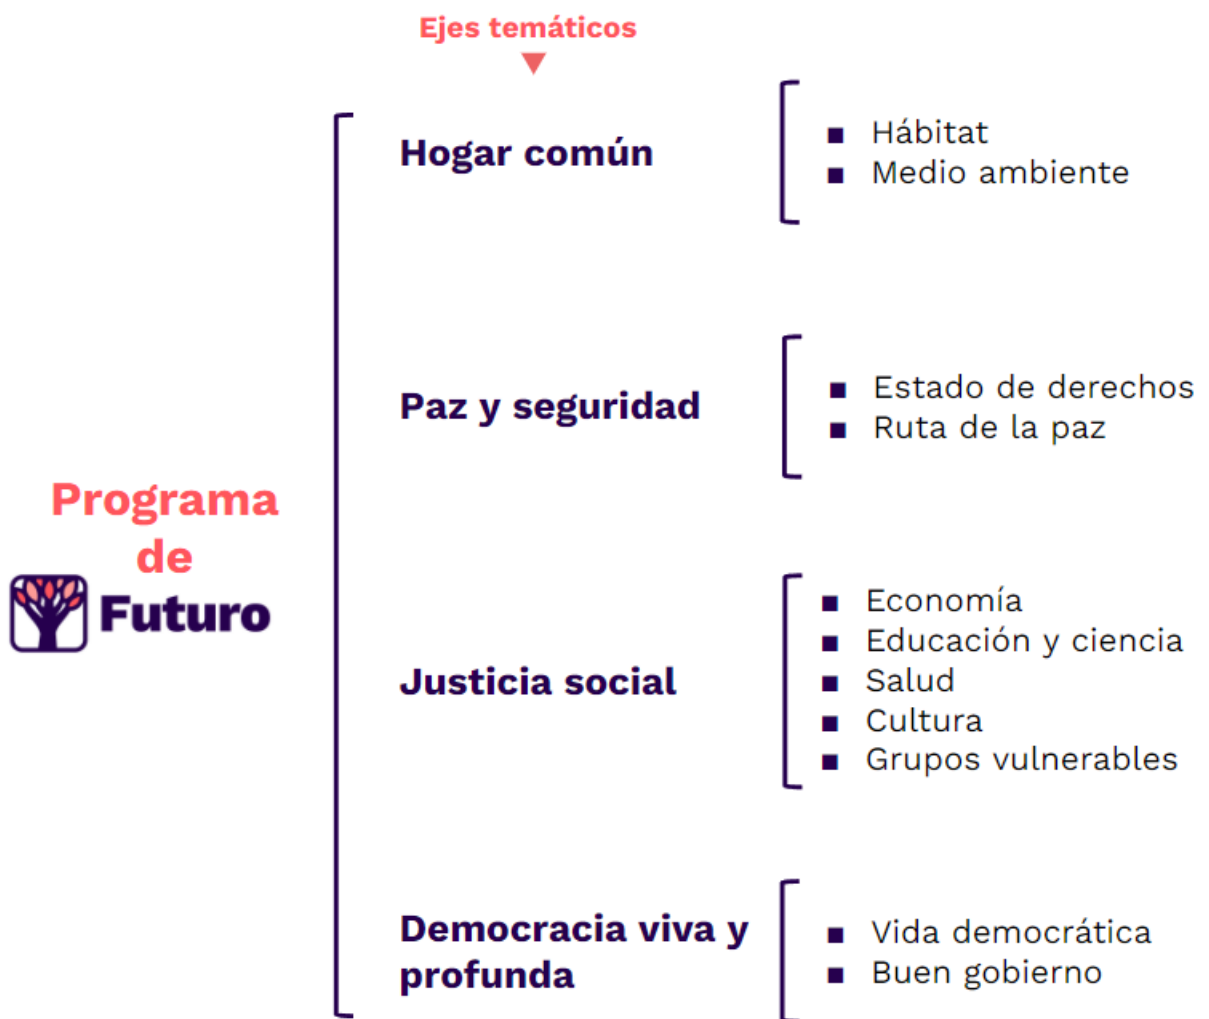 Ejes temáticos
Programa
de
Futuro
Hogar común
Hábitat
Medio ambiente
Paz y seguridad
Estado de derechos
Ruta de la paz
Justicia social
Economía
Educación y ciencia
Salud
Cultura
Grupos vulnerables
Democracia viva y
profunda
Vida democrática
Buen gobierno